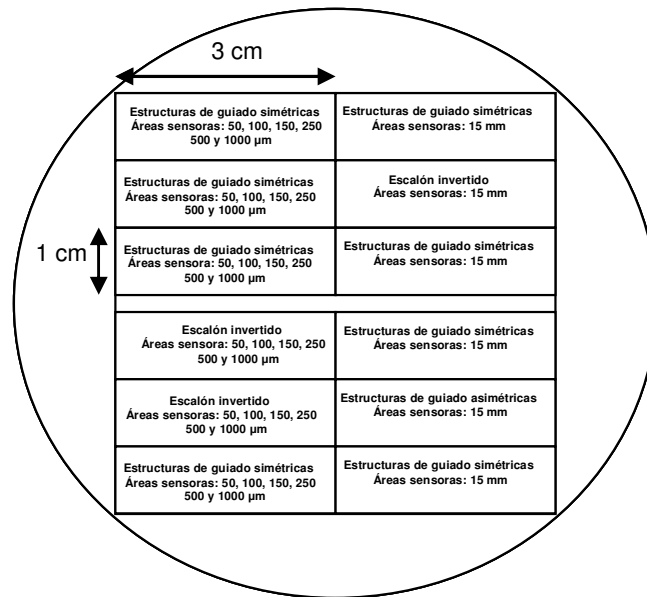 3 cm
Estructuras de guiado simétricas
Áreas sensoras: 50, 100, 150, 250
500 y 1000 µm
Estructuras de guiado simétricas
Áreas sensoras: 15 mm
Estructuras de guiado simétricas
Áreas sensoras: 50, 100, 150, 250
500 y 1000 µm
Escalón invertido
Áreas sensoras: 15 mm
1 cm
Estructuras de guiado simétricas
Áreas sensora: 50, 100, 150, 250
500 y 1000 µm
Estructuras de guiado simétricas
Áreas sensoras: 15 mm
Escalón invertido
Áreas sensora: 50, 100, 150, 250
500 y 1000 µm
Estructuras de guiado simétricas
Áreas sensoras: 15 mm
Escalón invertido
Áreas sensoras: 50, 100, 150, 250
500 y 1000 µm
Estructuras de guiado asimétricas
Áreas sensoras: 15 mm
Estructuras de guiado simétricas
Áreas sensoras: 50, 100, 150, 250
500 y 1000 µm
Estructuras de guiado simétricas
Áreas sensoras: 15 mm